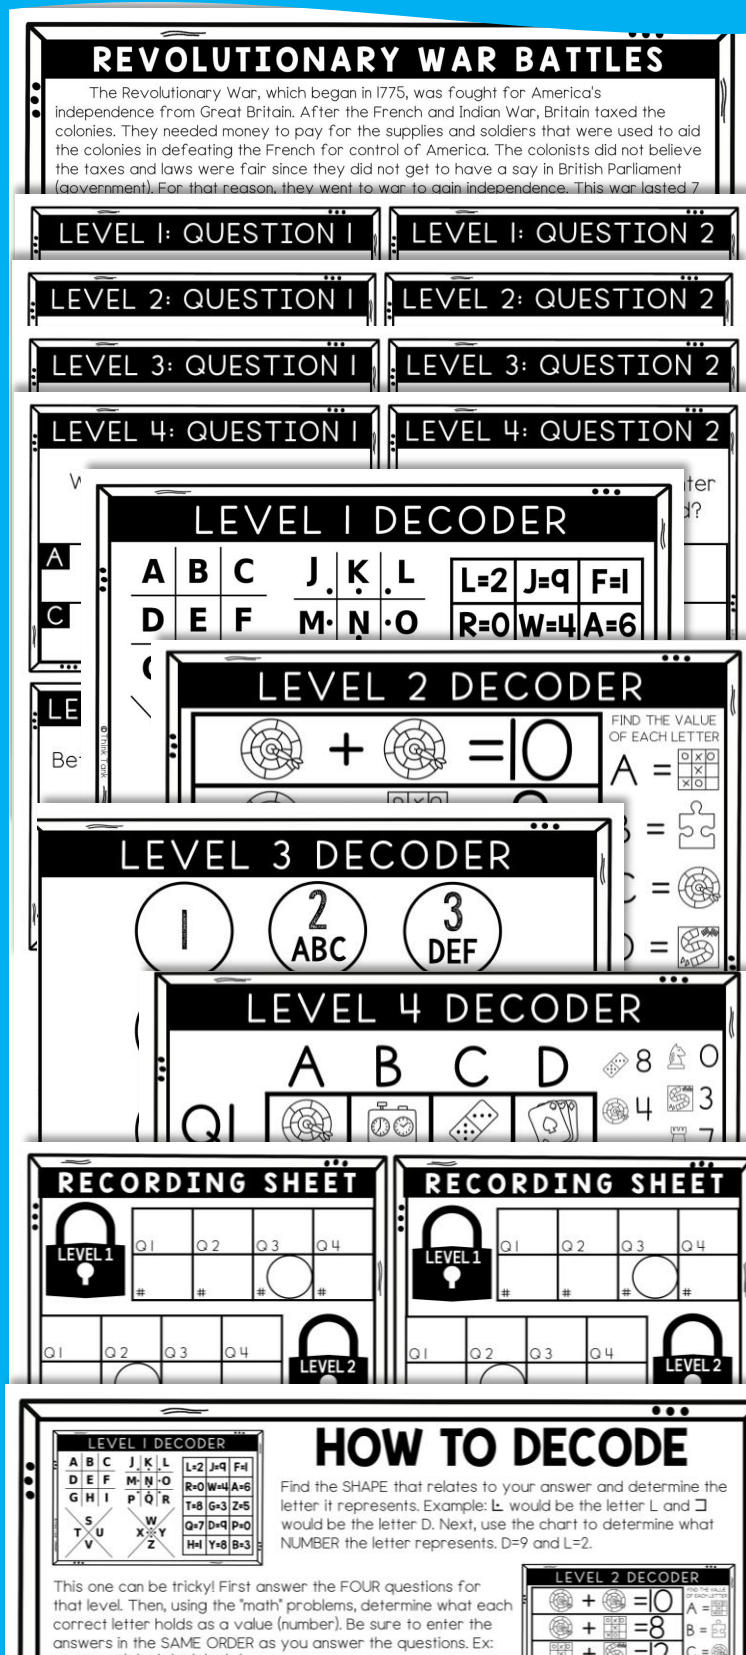 REVOLUTIONARY WAR BATTLES
The Revolutionary War, which began in 1775, was fought for America's
independence from Great Britain. After the French and Indian War, Britain taxed the
colonies. They needed money to pay for the supplies and soldiers that were used to aid
the colonies in defeating the French for control of America. The colonists did not believe
the taxes and laws were fair since they did not get to have a say in British Parliament
(government). For that reason, they went to war to gain independence. This war lasted 7
LEVEL 1: QUESTION 1
LEVEL 1: QUESTION 2
LEVEL 2: QUESTION 1
LEVEL 2: QUESTION 2
LEVEL 3: QUESTION 1
LEVEL 3: QUESTION 2
LEVEL 4: QUESTION 1
LEVEL 4: QUESTION 2
A
C
LEVEL 1 DECODER
A B C
D E F
J K L
M N O
L=2 J=9 F=1
R=0 W=4 A=6
© Think Tank
LEVEL 2 DECODER
+ =10
FIND THE VALUE
OF EACH LETTER
A =
B =
C =
D =
LEVEL 3 DECODER
1
2
ABC
3
DEF
LEVEL 4 DECODER
A B C D
Q1
8 0
4 3
7
RECORDING SHEET
LEVEL 1
Q1 Q2 Q3 Q4
# # # #
Q1 Q2 Q3 Q4
LEVEL 2
RECORDING SHEET
LEVEL 1
Q1 Q2 Q3 Q4
# # # #
Q1 Q2 Q3 Q4
LEVEL 2
HOW TO DECODE
LEVEL 1 DECODER
A B C
D E F
G H I
J K L
M N O
P Q R
S
T U
V
W
X Y
Z
L=2 J=9 F=1
R=0 W=4 A=6
T=8 G=3 Z=5
Q=7 D=9 P=0
H=1 Y=8 B=3
Find the SHAPE that relates to your answer and determine the
letter it represents. Example: would be the letter L and
would be the letter D. Next, use the chart to determine what
NUMBER the letter represents. D=9 and L=2.
This one can be tricky! First answer the FOUR questions for
that level. Then, using the "math" problems, determine what each
correct letter holds as a value (number). Be sure to enter the
answers in the SAME ORDER as you answer the questions. Ex:
LEVEL 2 DECODER
+ =10
+ =8
+ =12
FIND THE VALUE
OF EACH LETTER
A =
B =
C =